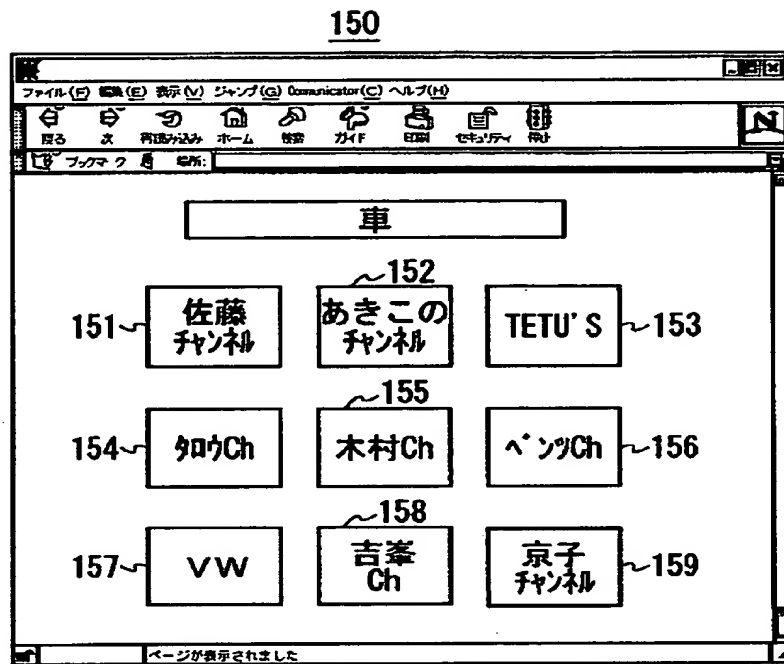 150
ファイル(F) 編集(E) 表示(V) ジャンプ(G) Communicator(C) ヘルプ(H)
戻る 次 再読み込み ホーム 検索 ガイド 印刷 セキュリティ 停止
N
ブックマーク 場所:
車
151 佐藤チャンネル
152 あきこのチャンネル
TETU'S 153
154 タロウCh
155 木村Ch
ベンツCh 156
157 VW
158 吉峯Ch
京子チャンネル 159
ページが表示されました